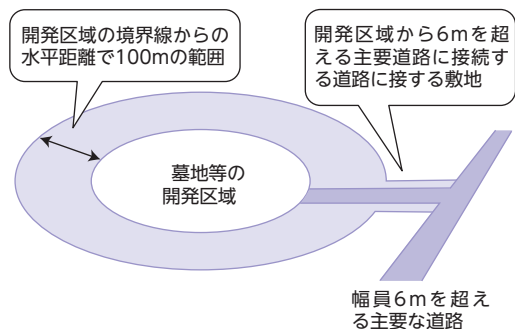 開発区域の境界線からの
水平距離で100mの範囲
開発区域から6mを超
える主要道路に接続す
る道路に接する敷地
墓地等の
開発区域
幅員6mを超え
る主要な道路